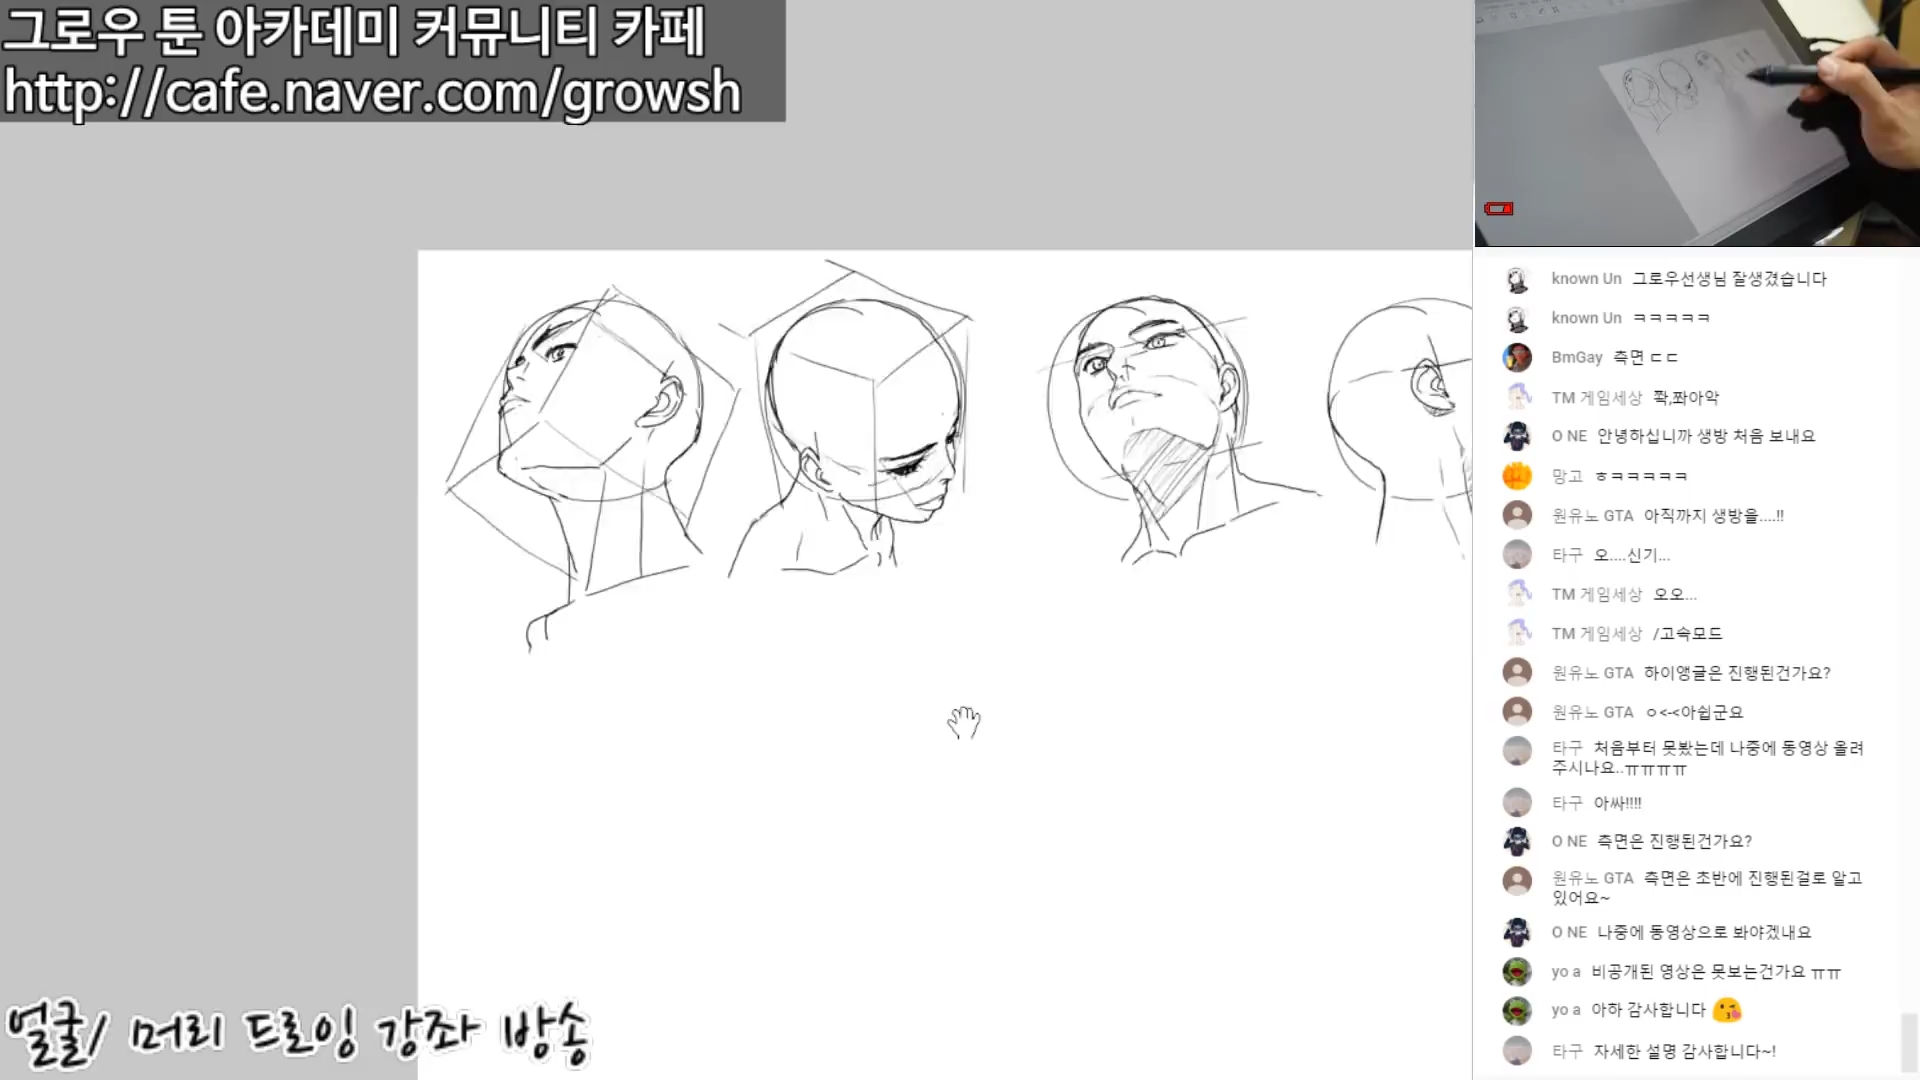 그로우 툰 아카데미 커뮤니티 카페
http://cafe.naver.com/growsh
known Un 그로우선생님 잘생겼습니다
known Un ㅋㅋㅋㅋㅋ
BmGay 측면 ㄷㄷ
TM 게임세상 쫙,쫘아악
O NE 안녕하십니까 생방 처음 보내요
망고 ㅎㅋㅋㅋㅋㅋ
원유노 GTA 아직까지 생방을....!!
타구 오....신기...
TM 게임세상 오오...
TM 게임세상 /고속모드
원유노 GTA 하이앵글은 진행된건가요?
원유노 GTA ㅇ<-<아쉽군요
타구 처음부터 못봤는데 나중에 동영상 올려
주시나요..ㅠㅠㅠㅠ
타구 아싸!!!!
O NE 측면은 진행된건가요?
원유노 GTA 측면은 초반에 진행된걸로 알고
있어요~
O NE 나중에 동영상으로 봐야겠내요
yo a 비공개된 영상은 못보는건가요 ㅠㅠ
yo a 아하 감사합니다 😘
타구 자세한 설명 감사합니다~!
얼굴/ 머리 드로잉 강좌 방송